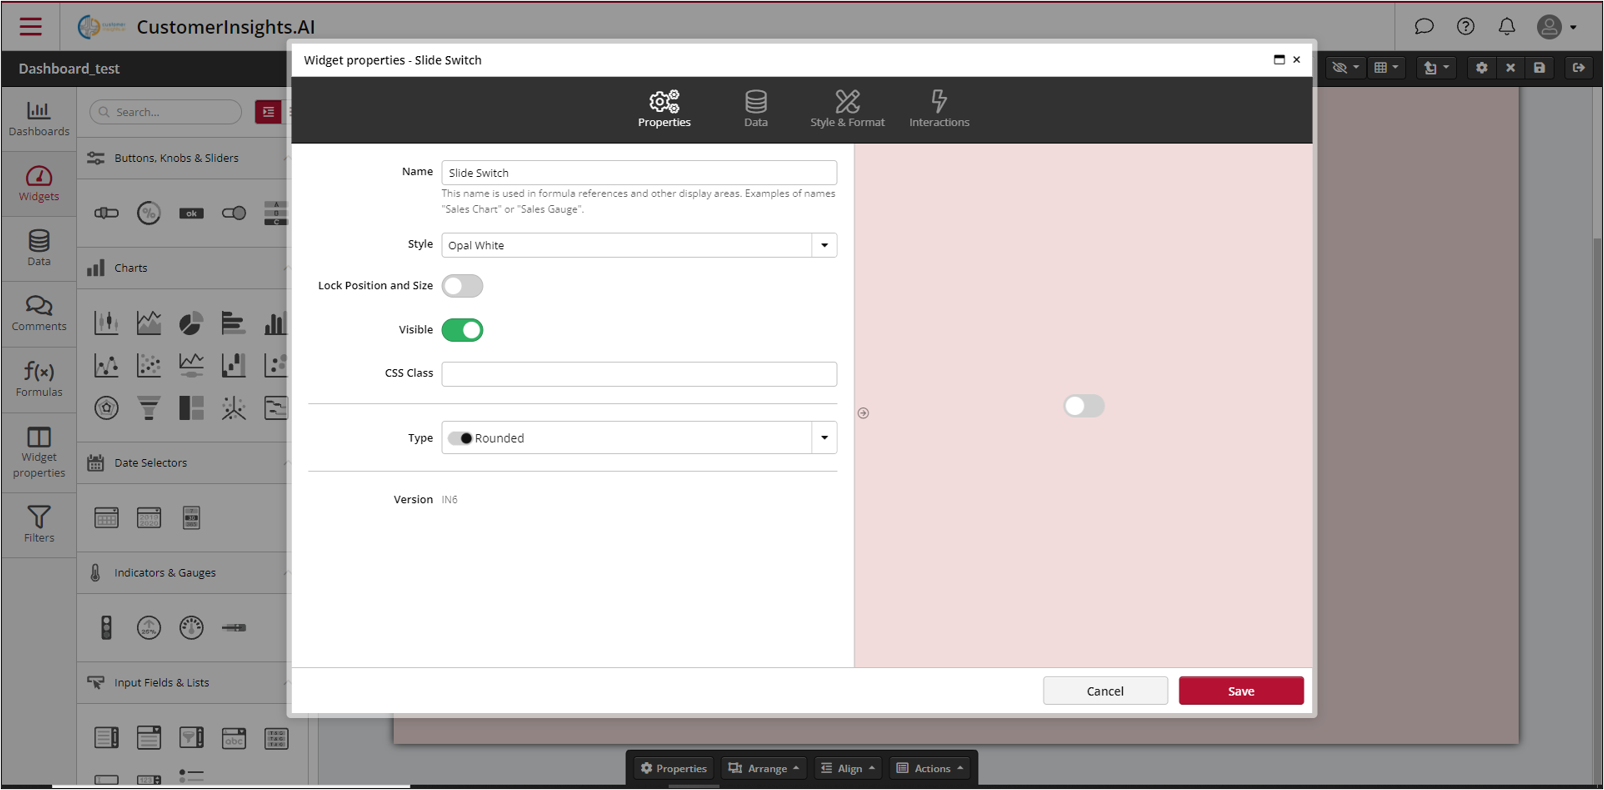 CustomerInsights.AI
Dashboard_test
Widget properties - Slide Switch
Properties
Data
Style & Format
Interactions
Dashboards
Widgets
Data
Comments
f(x)
Formulas
Widget
properties
Filters
Search...
Buttons, Knobs & Sliders
%
ok
A
B
C
Charts
Date Selectors
Indicators & Gauges
25%
Input Fields & Lists
abc
Name
Slide Switch
This name is used in formula references and other display areas. Examples of names
"Sales Chart" or "Sales Gauge".
Style
Opal White
Lock Position and Size
Visible
CSS Class
Type
Rounded
Version
IN6
Cancel
Save
Properties
Arrange
Align
Actions